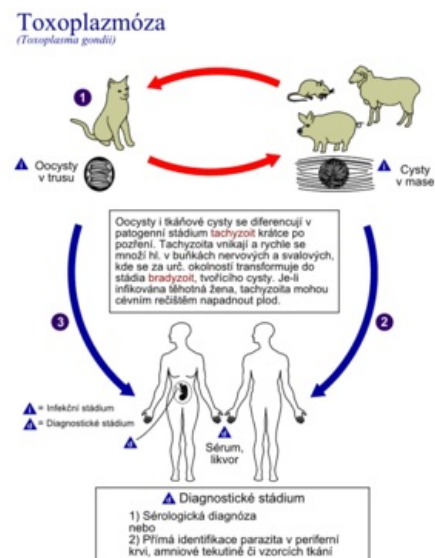 Toxoplazmóza
(Toxoplasma gondii)
1
i Oocysty
v trusu
i Cysty
v mase
Oocysty i tkáňové cysty se diferencují v
patogenní stádium tachyzoit krátce po
pozření. Tachyzoita vnikají a rychle se
množí hl. v buňkách nervových a svalových,
kde se za urč. okolností transformuje do
stádia bradyzoit, tvořícího cysty. Je-li
infikována těhotná žena, tachyzoita mohou
cévním rečištěm napadnout plod.
3
2
i = Infekční stádium
d = Diagnostické stádium
d
d
Sérum,
likvor
d Diagnostické stádium
1) Sérologická diagnóza
nebo
2) Přímá identifikace parazita v periferní
krvi, amniové tekutině či vzorcích tkání